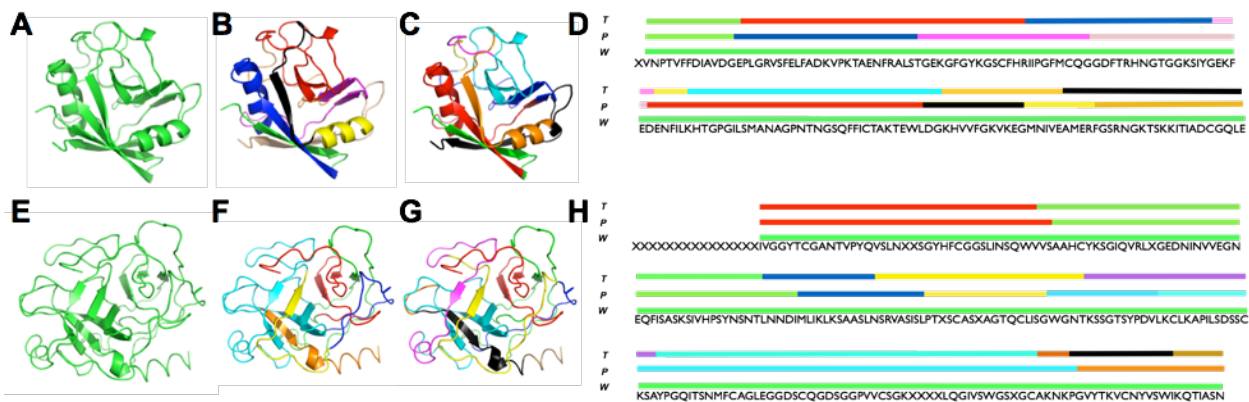 A B C D
T
P
W
XVNPTVFFDIAVDGEPLGRVSFELFADKVPKTAENFRALSTGEKGFGYKGSCFHRIIPGFMCQGGDFTRHNGTGGKSIYGEKF
T
P
W
EDENFILKHTGPGILSMANAGPNTNGSQFFICTAKTEWLDGKHVVFGKVKEGMNIVEAMERFGSRNGKTSKKITIADCGQLE
E F G H
T
P
W
XXXXXXXXXXXXXXXIVGGYTCGANTVPYQVSLNXXSGYHFCGGSLINSQWVVSAAHCYKSGIQVRLXGEDNINVVEGN
T
P
W
EQFISASKSIVHPSYNSNTLNNDIMLIKLKSAASLNSRVASISLPTXSCASXAGTQCLISGWGNTKSSGTSYPDVLKCLKAPILSDSSC
T
P
W
KSAYPGQITSNMFCAGLEGGDSCQGDSGGPVVCSGKXXXXLQGIVSWGSXGCAKNKPGVYTKVCNYVSWIKQTIASN